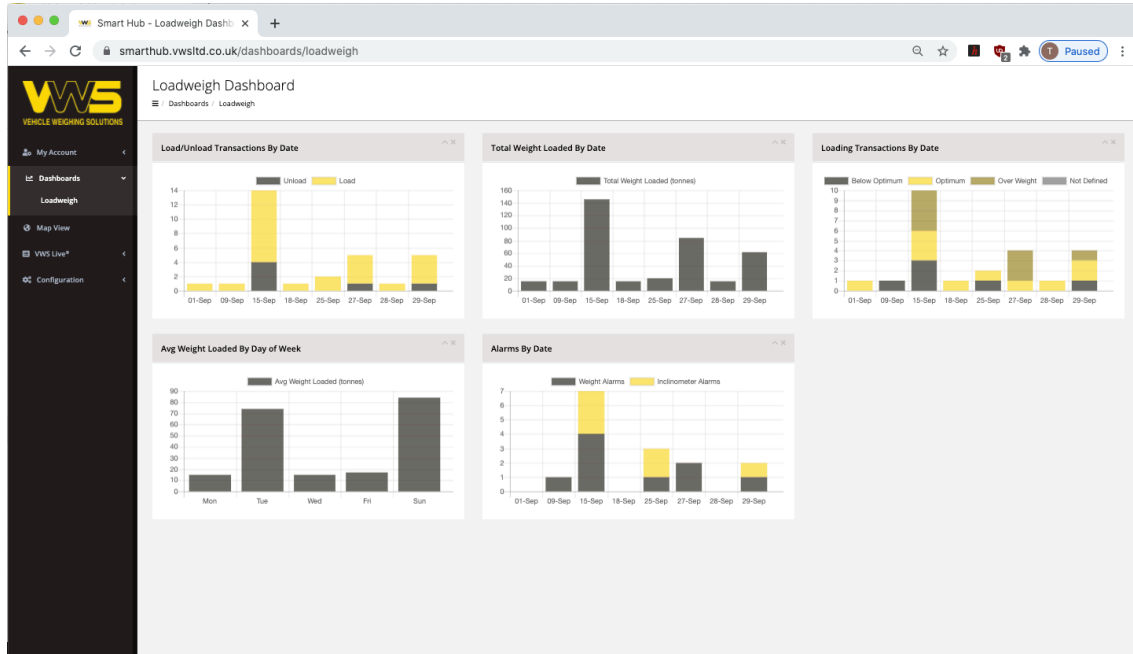 Smart Hub - Loadweigh Dashb
smarthub.vwsltd.co.uk/dashboards/loadweigh
2
T Paused
VWS
VEHICLE WEIGHING SOLUTIONS
My Account
Dashboards
Loadweigh
Map View
VWS Live*
Configuration
Loadweigh Dashboard
/ Dashboards / Loadweigh
Load/Unload Transactions By Date
Unload Load
14
12
10
8
6
4
2
0
01-Sep 09-Sep 15-Sep 18-Sep 25-Sep 27-Sep 28-Sep 29-Sep
Total Weight Loaded By Date
Total Weight Loaded (tonnes)
160
140
120
100
80
60
40
20
0
01-Sep 09-Sep 15-Sep 18-Sep 25-Sep 27-Sep 28-Sep 29-Sep
Loading Transactions By Date
Below Optimum Optimum Over Weight Not Defined
10
9
8
7
6
5
4
3
2
1
0
01-Sep 09-Sep 15-Sep 18-Sep 25-Sep 27-Sep 28-Sep 29-Sep
Avg Weight Loaded By Day of Week
Avg Weight Loaded (tonnes)
90
80
70
60
50
40
30
20
10
0
Mon Tue Wed Fri Sun
Alarms By Date
Weight Alarms Inclinometer Alarms
7
6
5
4
3
2
1
0
01-Sep 09-Sep 15-Sep 18-Sep 25-Sep 27-Sep 28-Sep 29-Sep